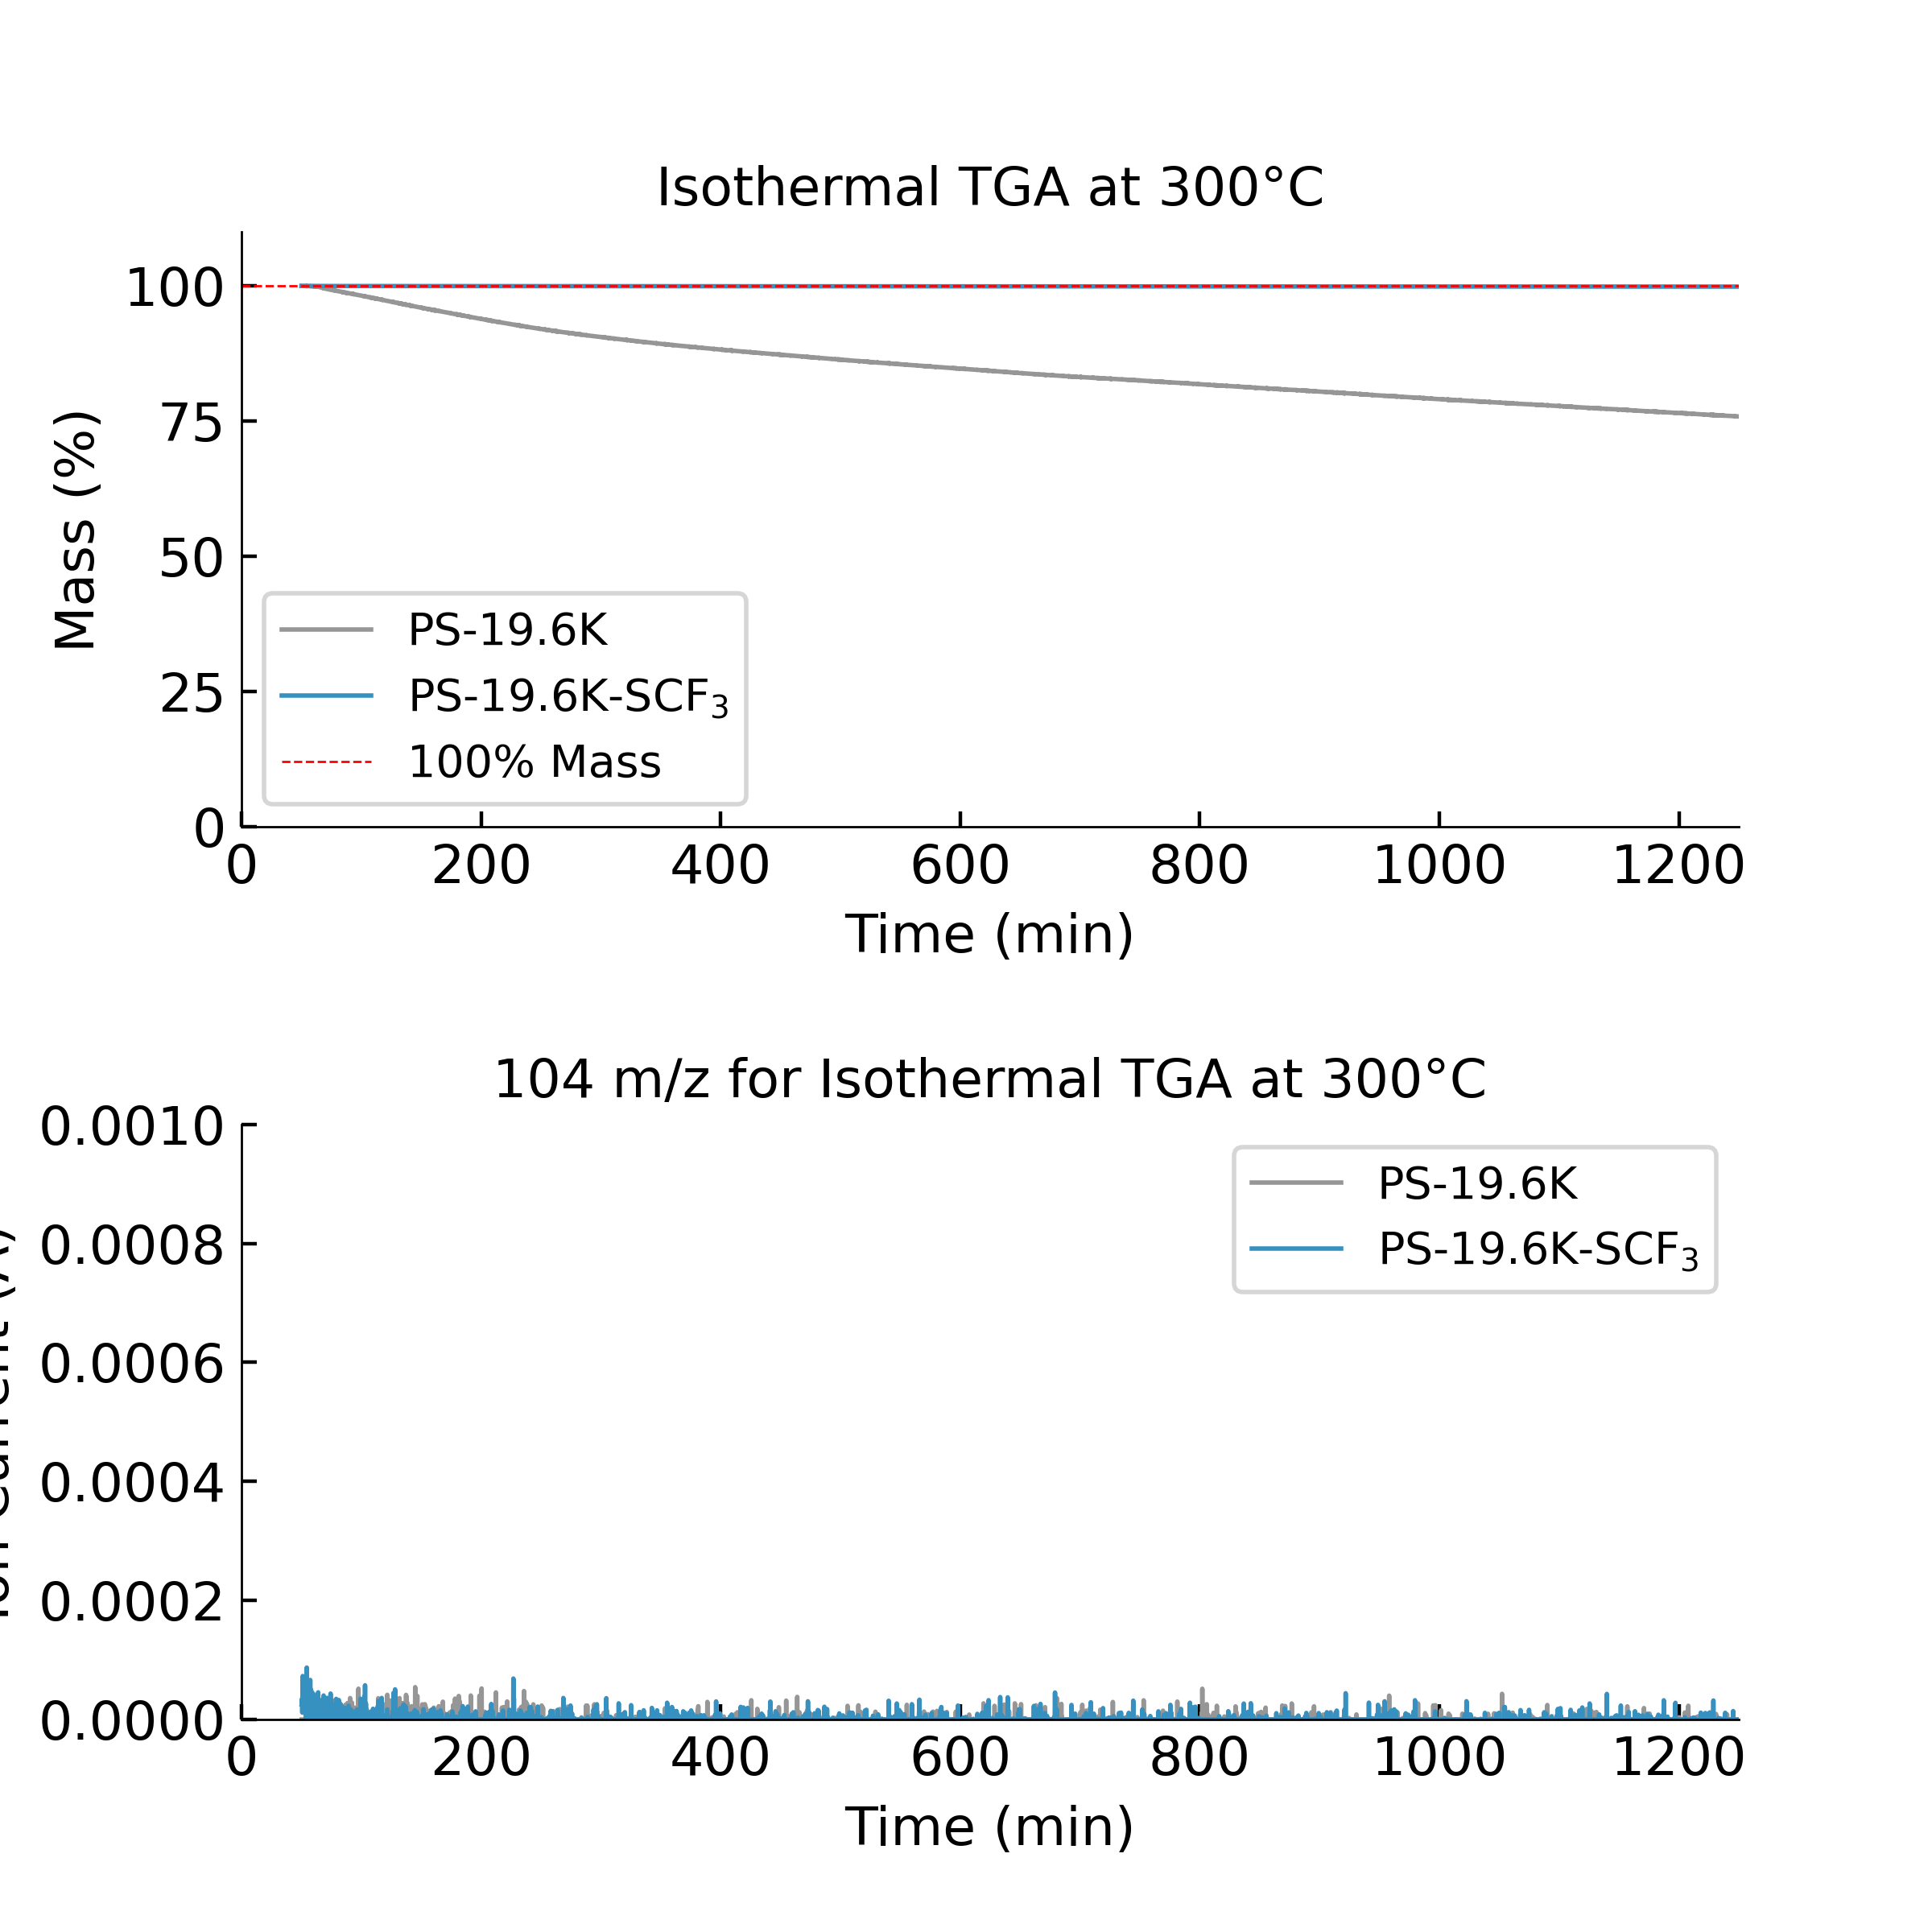 Isothermal TGA at 300°C
Mass (%)
100
75
50
25
0
PS-19.6K
PS-19.6K-SCF₃
100% Mass
0 200 400 600 800 1000 1200
Time (min)
104 m/z for Isothermal TGA at 300°C
0.0010
0.0008
0.0006
0.0004
0.0002
0.0000
PS-19.6K
PS-19.6K-SCF₃
0 200 400 600 800 1000 1200
Time (min)